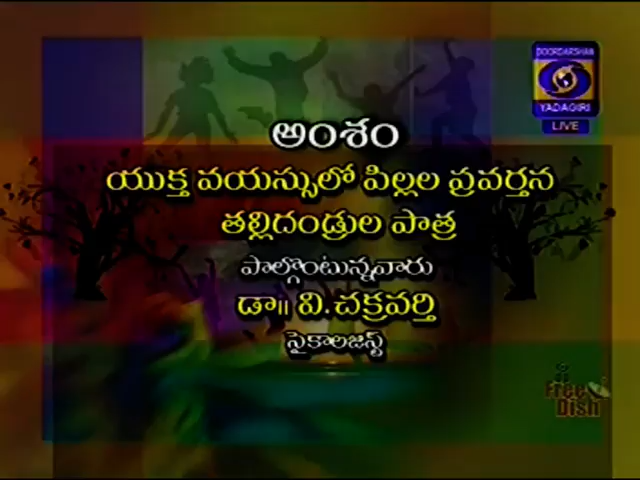 DOORDARSHAN
YADAGIRI
LIVE
అంశం
యుక్త వయస్సులో పిల్లల ప్రవర్తన
తల్లిదండ్రుల పాత్ర
పాల్గొంటున్నవారు
డా॥ వి.చక్రవర్తి
సైకాలజిస్ట్
Free
Dish